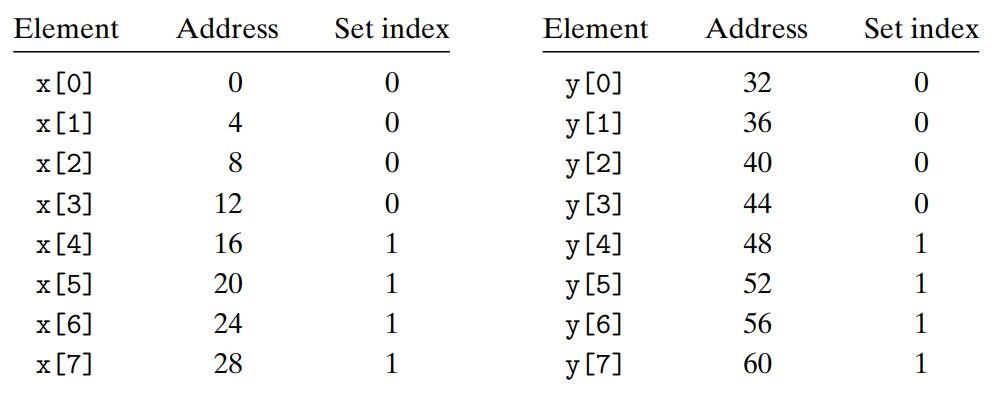 Element Address Set index Element Address Set index
x[0] 0 0 y[0] 32 0
x[1] 4 0 y[1] 36 0
x[2] 8 0 y[2] 40 0
x[3] 12 0 y[3] 44 0
x[4] 16 1 y[4] 48 1
x[5] 20 1 y[5] 52 1
x[6] 24 1 y[6] 56 1
x[7] 28 1 y[7] 60 1